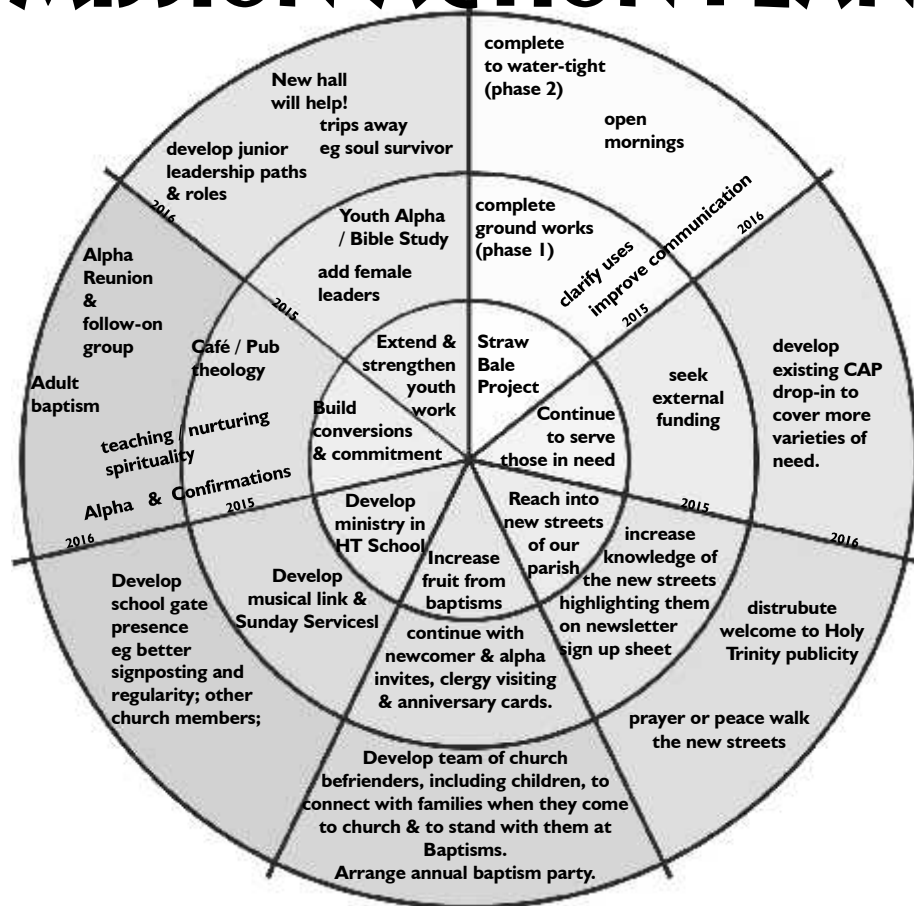 MISSION ACTION PLAN
complete
to water-tight
(phase 2)
open
mornings
complete
ground works
(phase 1)
clarify uses
improve communication
2016
2015
Straw
Bale
Project
Continue
to serve
those in need
seek
external
funding
develop
existing CAP
drop-in to
cover more
varieties of
need.
2015
2016
Reach into
new streets
of our
parish
increase
knowledge of
the new streets
highlighting them
on newsletter
sign up sheet
distrubute
welcome to Holy
Trinity publicity
prayer or peace walk
the new streets
Increase
fruit from
baptisms
continue with
newcomer & alpha
invites, clergy visiting
& anniversary cards.
Develop team of church
befrienders, including children, to
connect with families when they come
to church & to stand with them at
Baptisms.
Arrange annual baptism party.
Develop
ministry in
HT School
Develop
musical link &
Sunday Servicesl
Develop
school gate
presence
eg better
signposting and
regularity; other
church members;
2015
2016
Build
conversions
& commitment
Café / Pub
theology
teaching / nurturing
spirituality
Alpha & Confirmations
Alpha
Reunion
&
follow-on
group
Adult
baptism
2015
2016
Extend &
strengthen
youth
work
Youth Alpha
/ Bible Study
add female
leaders
New hall
will help!
trips away
eg soul survivor
develop junior
leadership paths
& roles